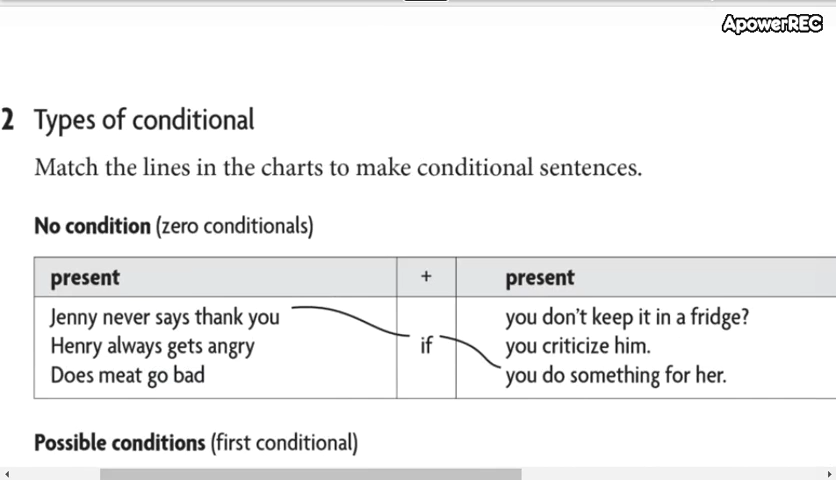 ApowerREC
2 Types of conditional
Match the lines in the charts to make conditional sentences.
No condition (zero conditionals)
present + present
Jenny never says thank you you don't keep it in a fridge?
Henry always gets angry if you criticize him.
Does meat go bad you do something for her.
Possible conditions (first conditional)